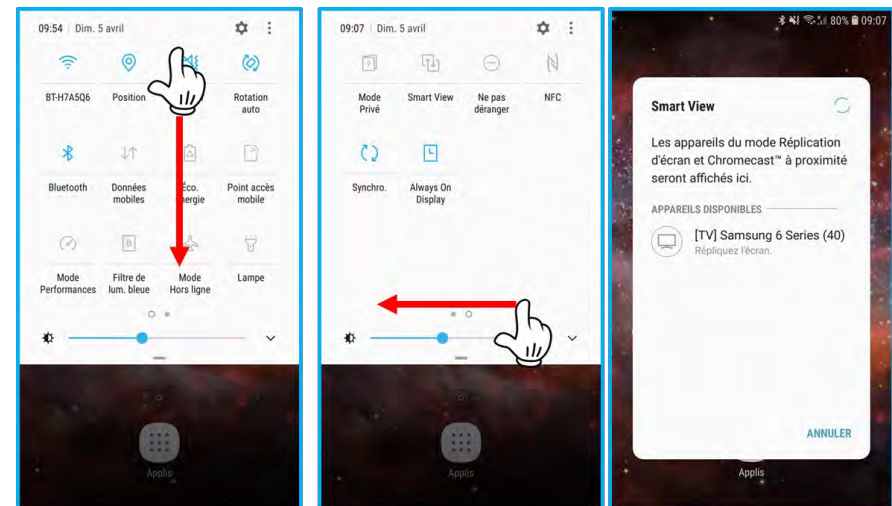 09:54 | Dim. 5 avril
BT-H7A5Q6
Position
Rotation
auto
Bluetooth
Données
mobiles
Éco.
Point accès
mobile
Mode
Performances
Filtre de
lum. bleue
Mode
Hors ligne
Lampe
Applis
09:07 | Dim. 5 avril
Mode
Privé
Smart View
Ne pas
déranger
NFC
Synchro.
Always On
Display
Applis
80% 09:07
Smart View
Les appareils du mode Réplication
d'écran et Chromecast™ à proximité
seront affichés ici.
APPAREILS DISPONIBLES
[TV] Samsung 6 Series (40)
Répliquez l'écran.
ANNULER
Applis